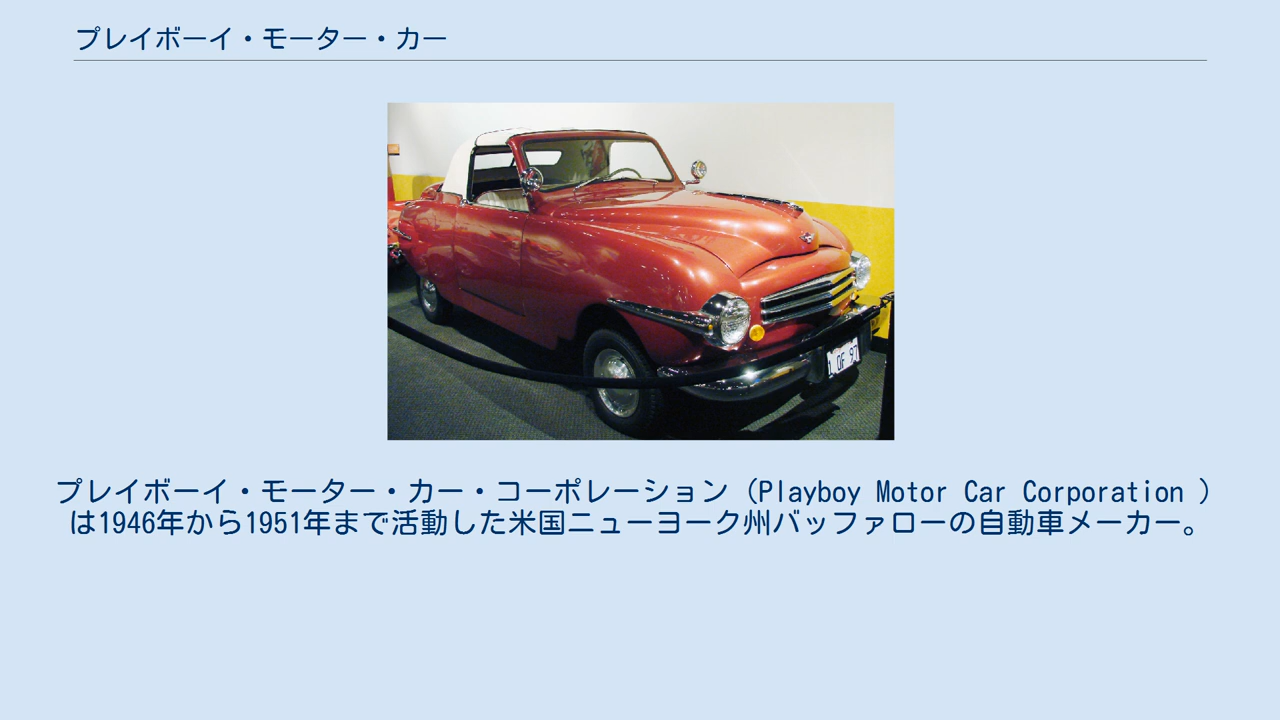 プレイボーイ・モーター・カー
1 OF 97
プレイボーイ・モーター・カー・コーポレーション（Playboy Motor Car Corporation ）
は1946年から1951年まで活動した米国ニューヨーク州バッファローの自動車メーカー。